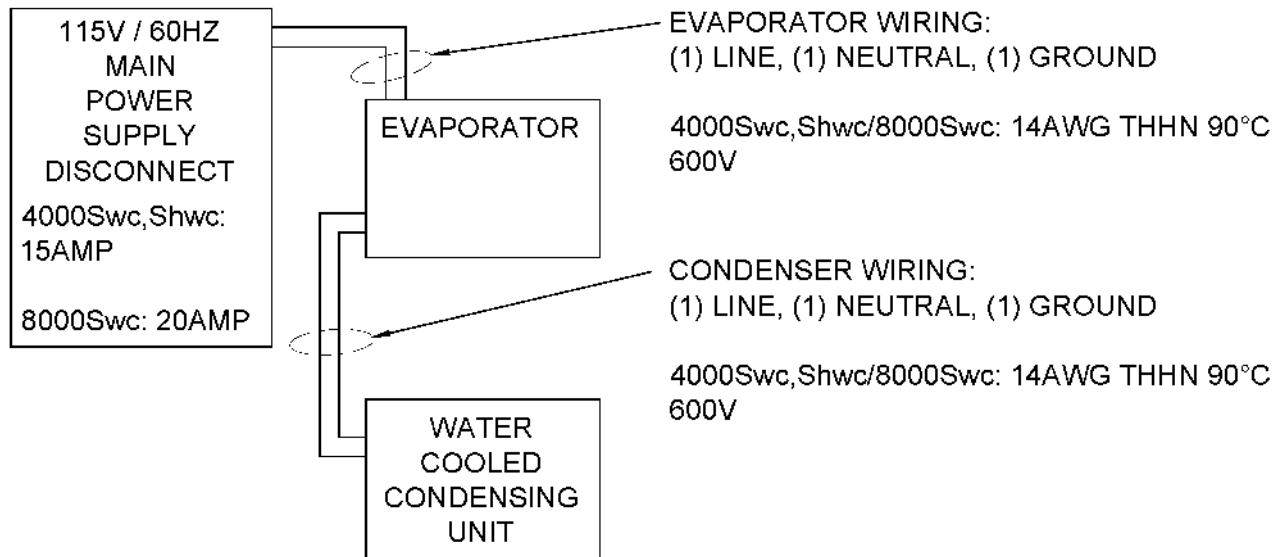 115V / 60HZ
MAIN
POWER
SUPPLY
DISCONNECT
4000Swc,Shwc:
15AMP
8000Swc: 20AMP
EVAPORATOR
EVAPORATOR WIRING:
(1) LINE, (1) NEUTRAL, (1) GROUND
4000Swc,Shwc/8000Swc: 14AWG THHN 90°C
600V
CONDENSER WIRING:
(1) LINE, (1) NEUTRAL, (1) GROUND
4000Swc,Shwc/8000Swc: 14AWG THHN 90°C
600V
WATER
COOLED
CONDENSING
UNIT